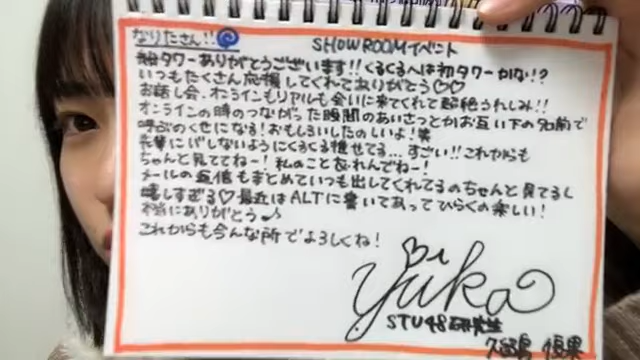 なりたさん!!
SHOWROOMイベント
初タワーありがとうございます!! くるくるへは初タワーかな!?
いつもたくさん応援してくれてありがとう♡♡
お話し会、オンラインもリアルも会いに来てくれて超絶うれしみ!!
オンラインの時のつながった瞬間のあいさつとかお互い下の名前で
呼ぶのくせになる! おもしろいしたのしいよ! 笑
先輩にバレないようにくるくる推せてる… すごい!! これからも
ちゃんと見ててねー! 私のこと忘れんでねー!
メールの返信もまとめていつも出してくれてるのちゃんと見てるし
嬉しすぎる♡ 最近はALTに書いてあってひらくの楽しい!
本当にありがとう♪
これからも今んな所でよろしくね!
Yuka
STU48研究生